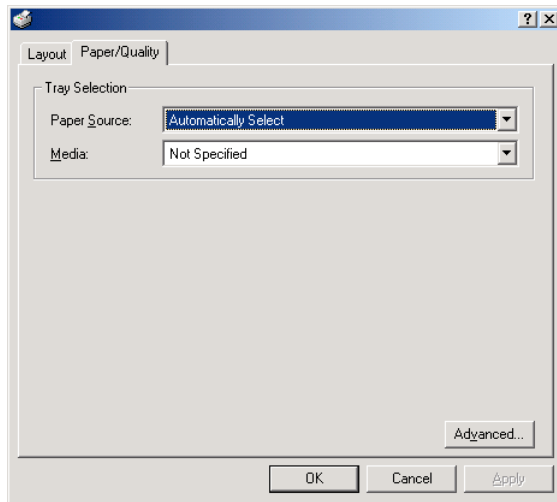 Layout Paper/Quality
Tray Selection
Paper Source: Automatically Select
Media: Not Specified
Advanced...
OK Cancel Apply